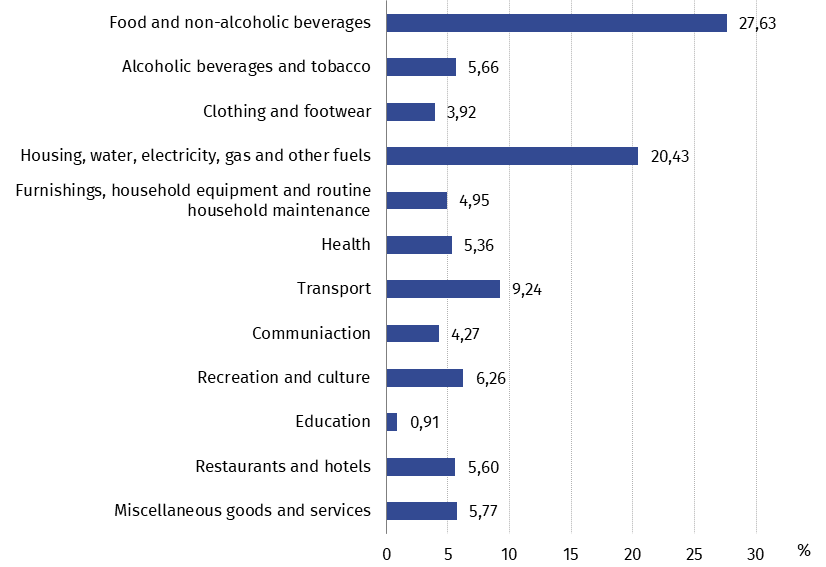 Food and non-alcoholic beverages 27,63
Alcoholic beverages and tobacco 5,66
Clothing and footwear 3,92
Housing, water, electricity, gas and other fuels 20,43
Furnishings, household equipment and routine
household maintenance 4,95
Health 5,36
Transport 9,24
Communiaction 4,27
Recreation and culture 6,26
Education 0,91
Restaurants and hotels 5,60
Miscellaneous goods and services 5,77
0 5 10 15 20 25 30 %